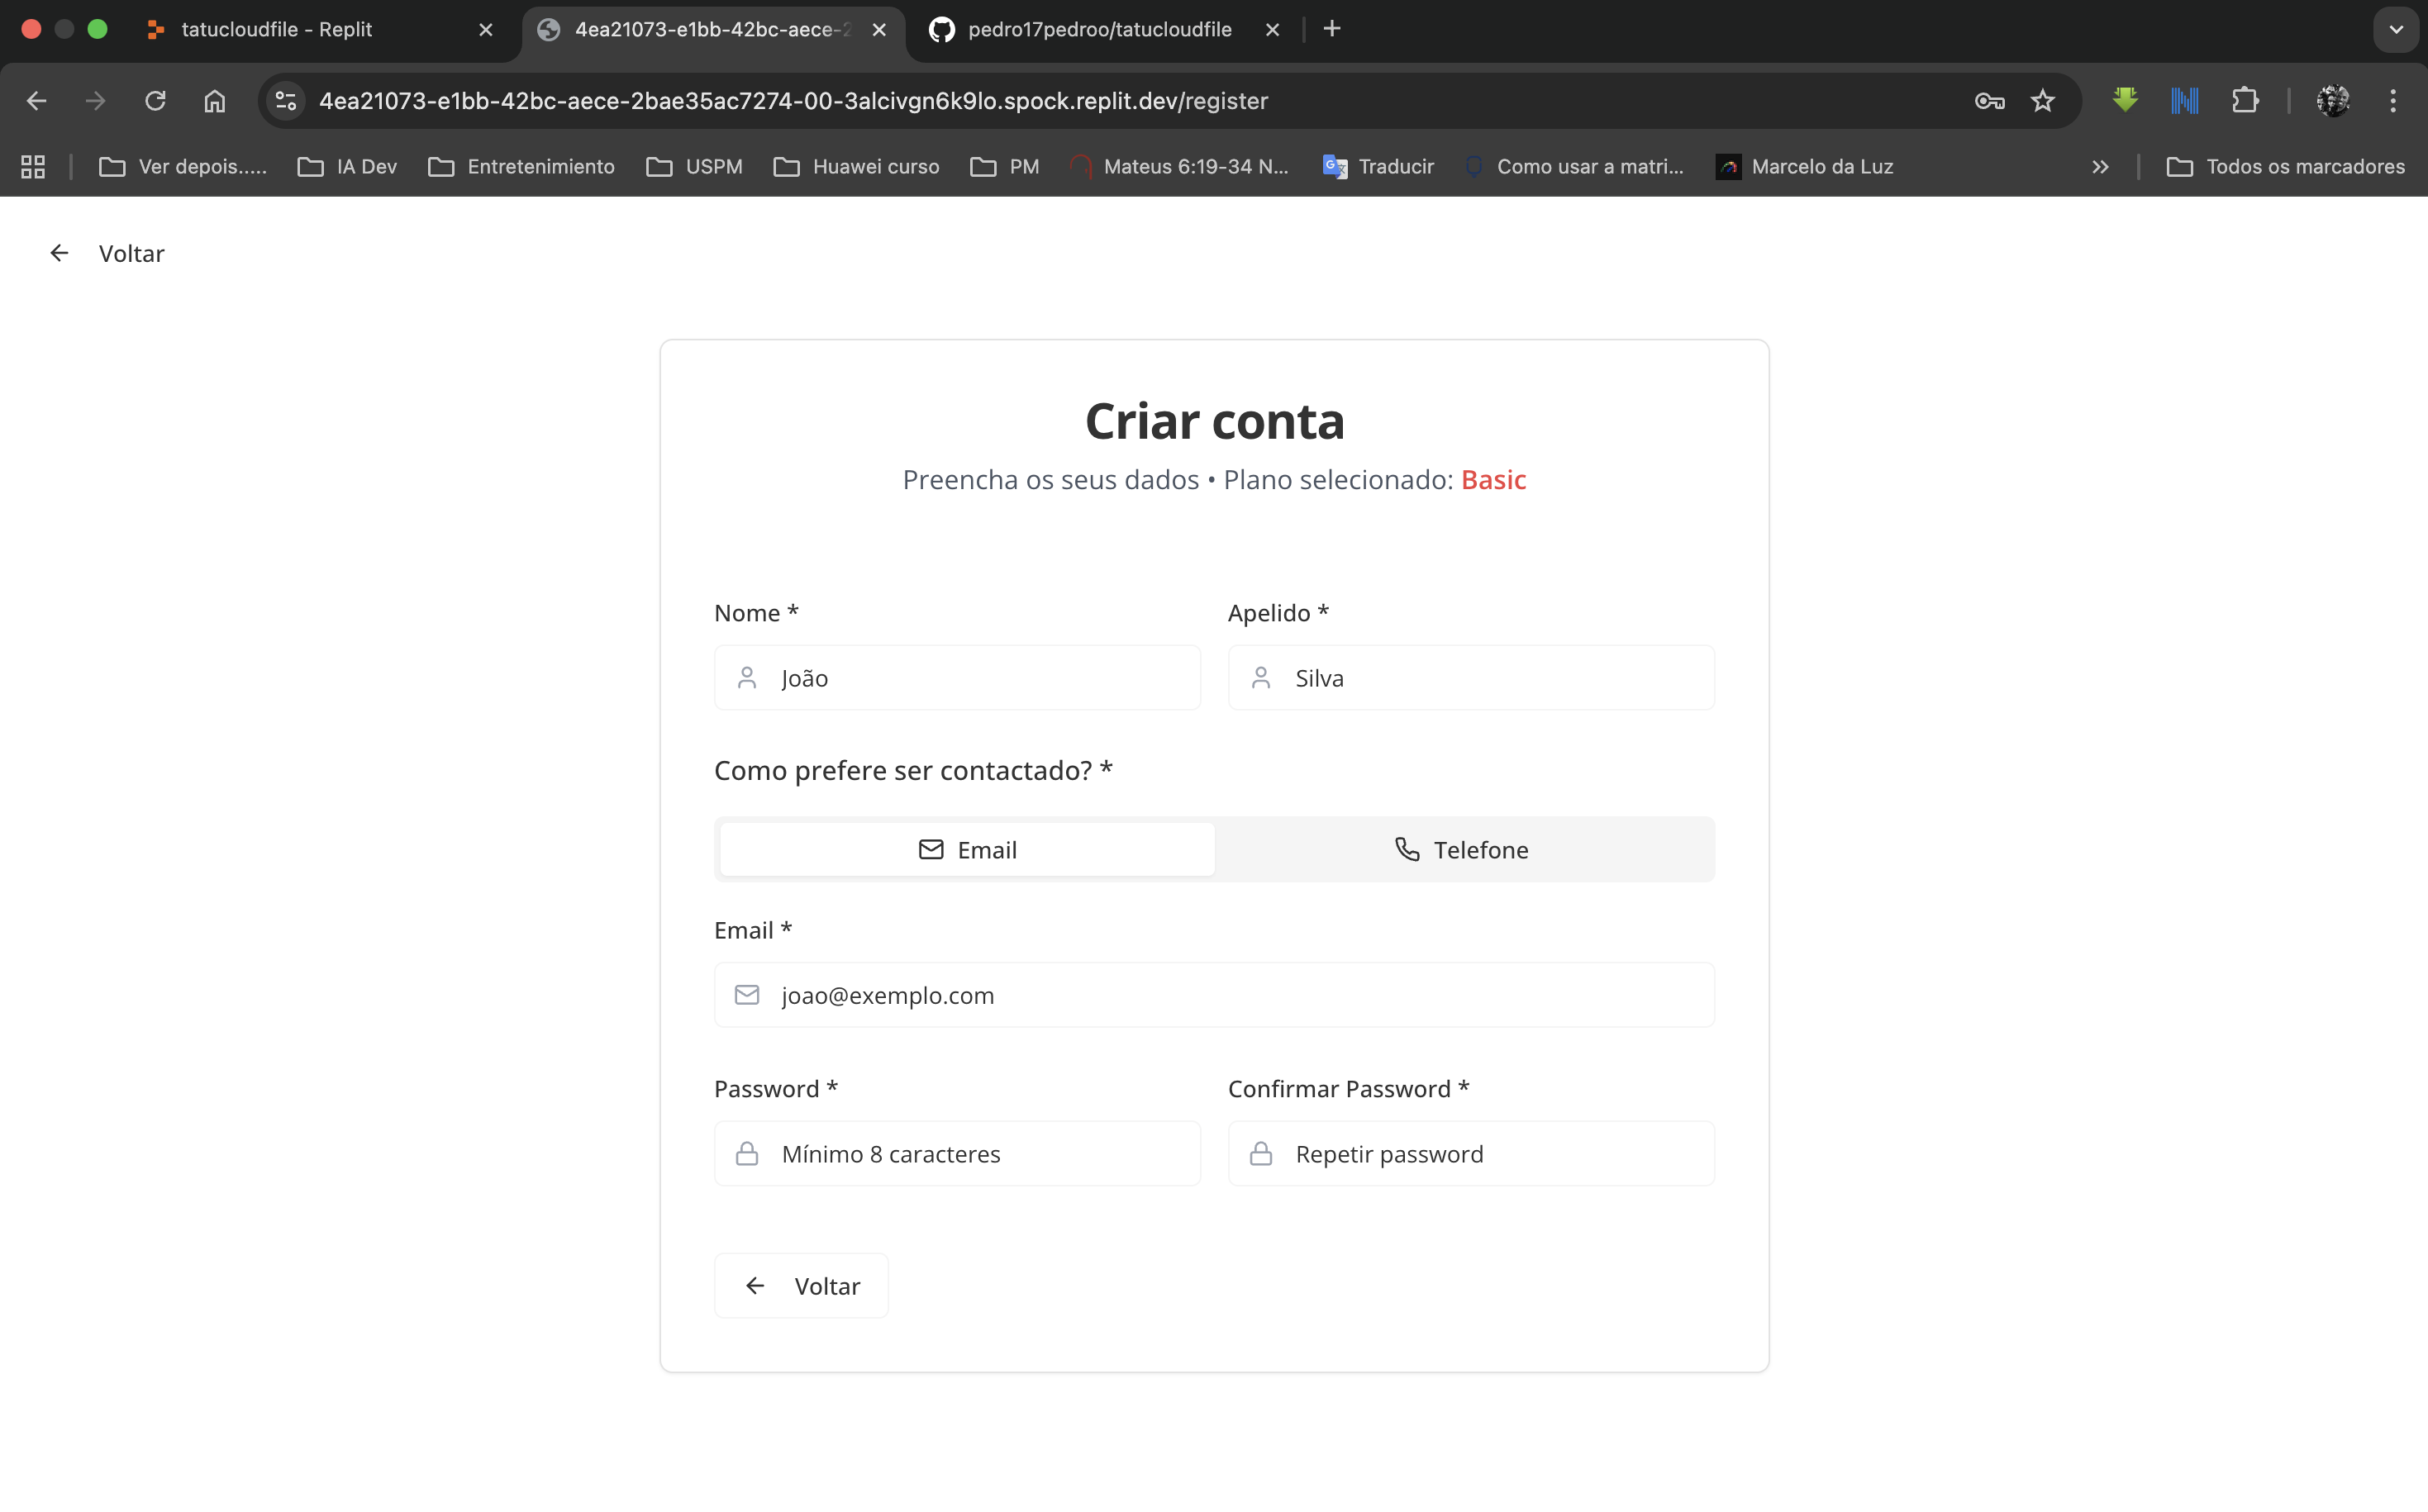 tatucloudfile - Replit
4ea21073-e1bb-42bc-aece-2
pedro17pedroo/tatucloudfile
4ea21073-e1bb-42bc-aece-2bae35ac7274-00-3alcivgn6k9lo.spock.replit.dev/register
Ver depois.....
IA Dev
Entretenimiento
USPM
Huawei curso
PM
Mateus 6:19-34 N...
Traducir
Como usar a matri...
Marcelo da Luz
Todos os marcadores
Voltar
Criar conta
Preencha os seus dados • Plano selecionado: Basic
Nome *
Apelido *
João
Silva
Como prefere ser contactado? *
Email
Telefone
Email *
joao@exemplo.com
Password *
Confirmar Password *
Mínimo 8 caracteres
Repetir password
Voltar